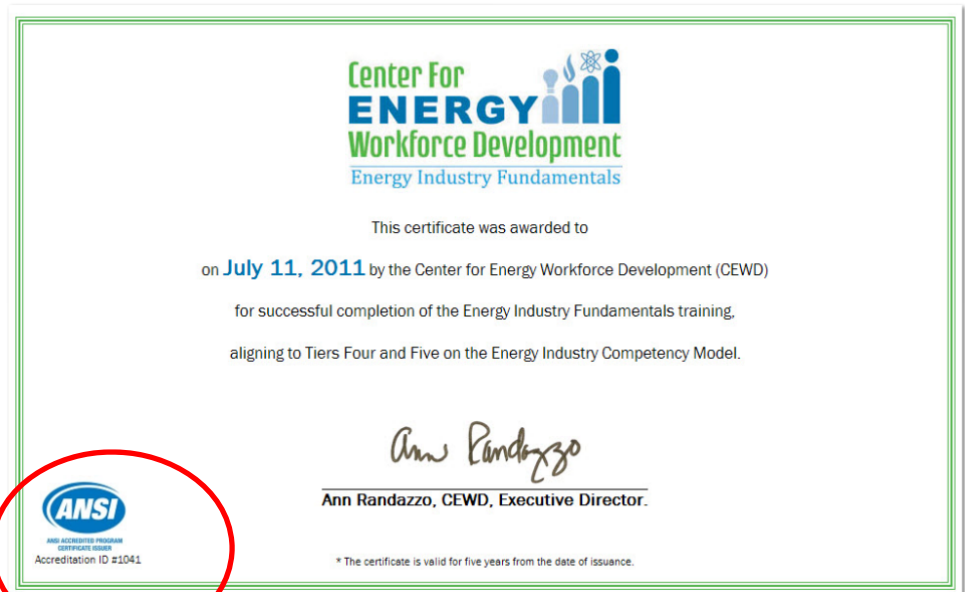 Center For
ENERGY
Workforce Development
Energy Industry Fundamentals
This certificate was awarded to
on July 11, 2011 by the Center for Energy Workforce Development (CEWD)
for successful completion of the Energy Industry Fundamentals training,
aligning to Tiers Four and Five on the Energy Industry Competency Model.
Ann Randazzo
Ann Randazzo, CEWD, Executive Director.
ANSI
ANSI ACCREDITED PROGRAM
CERTIFICATE ISSUER
Accreditation ID #1041
* The certificate is valid for five years from the date of issuance.